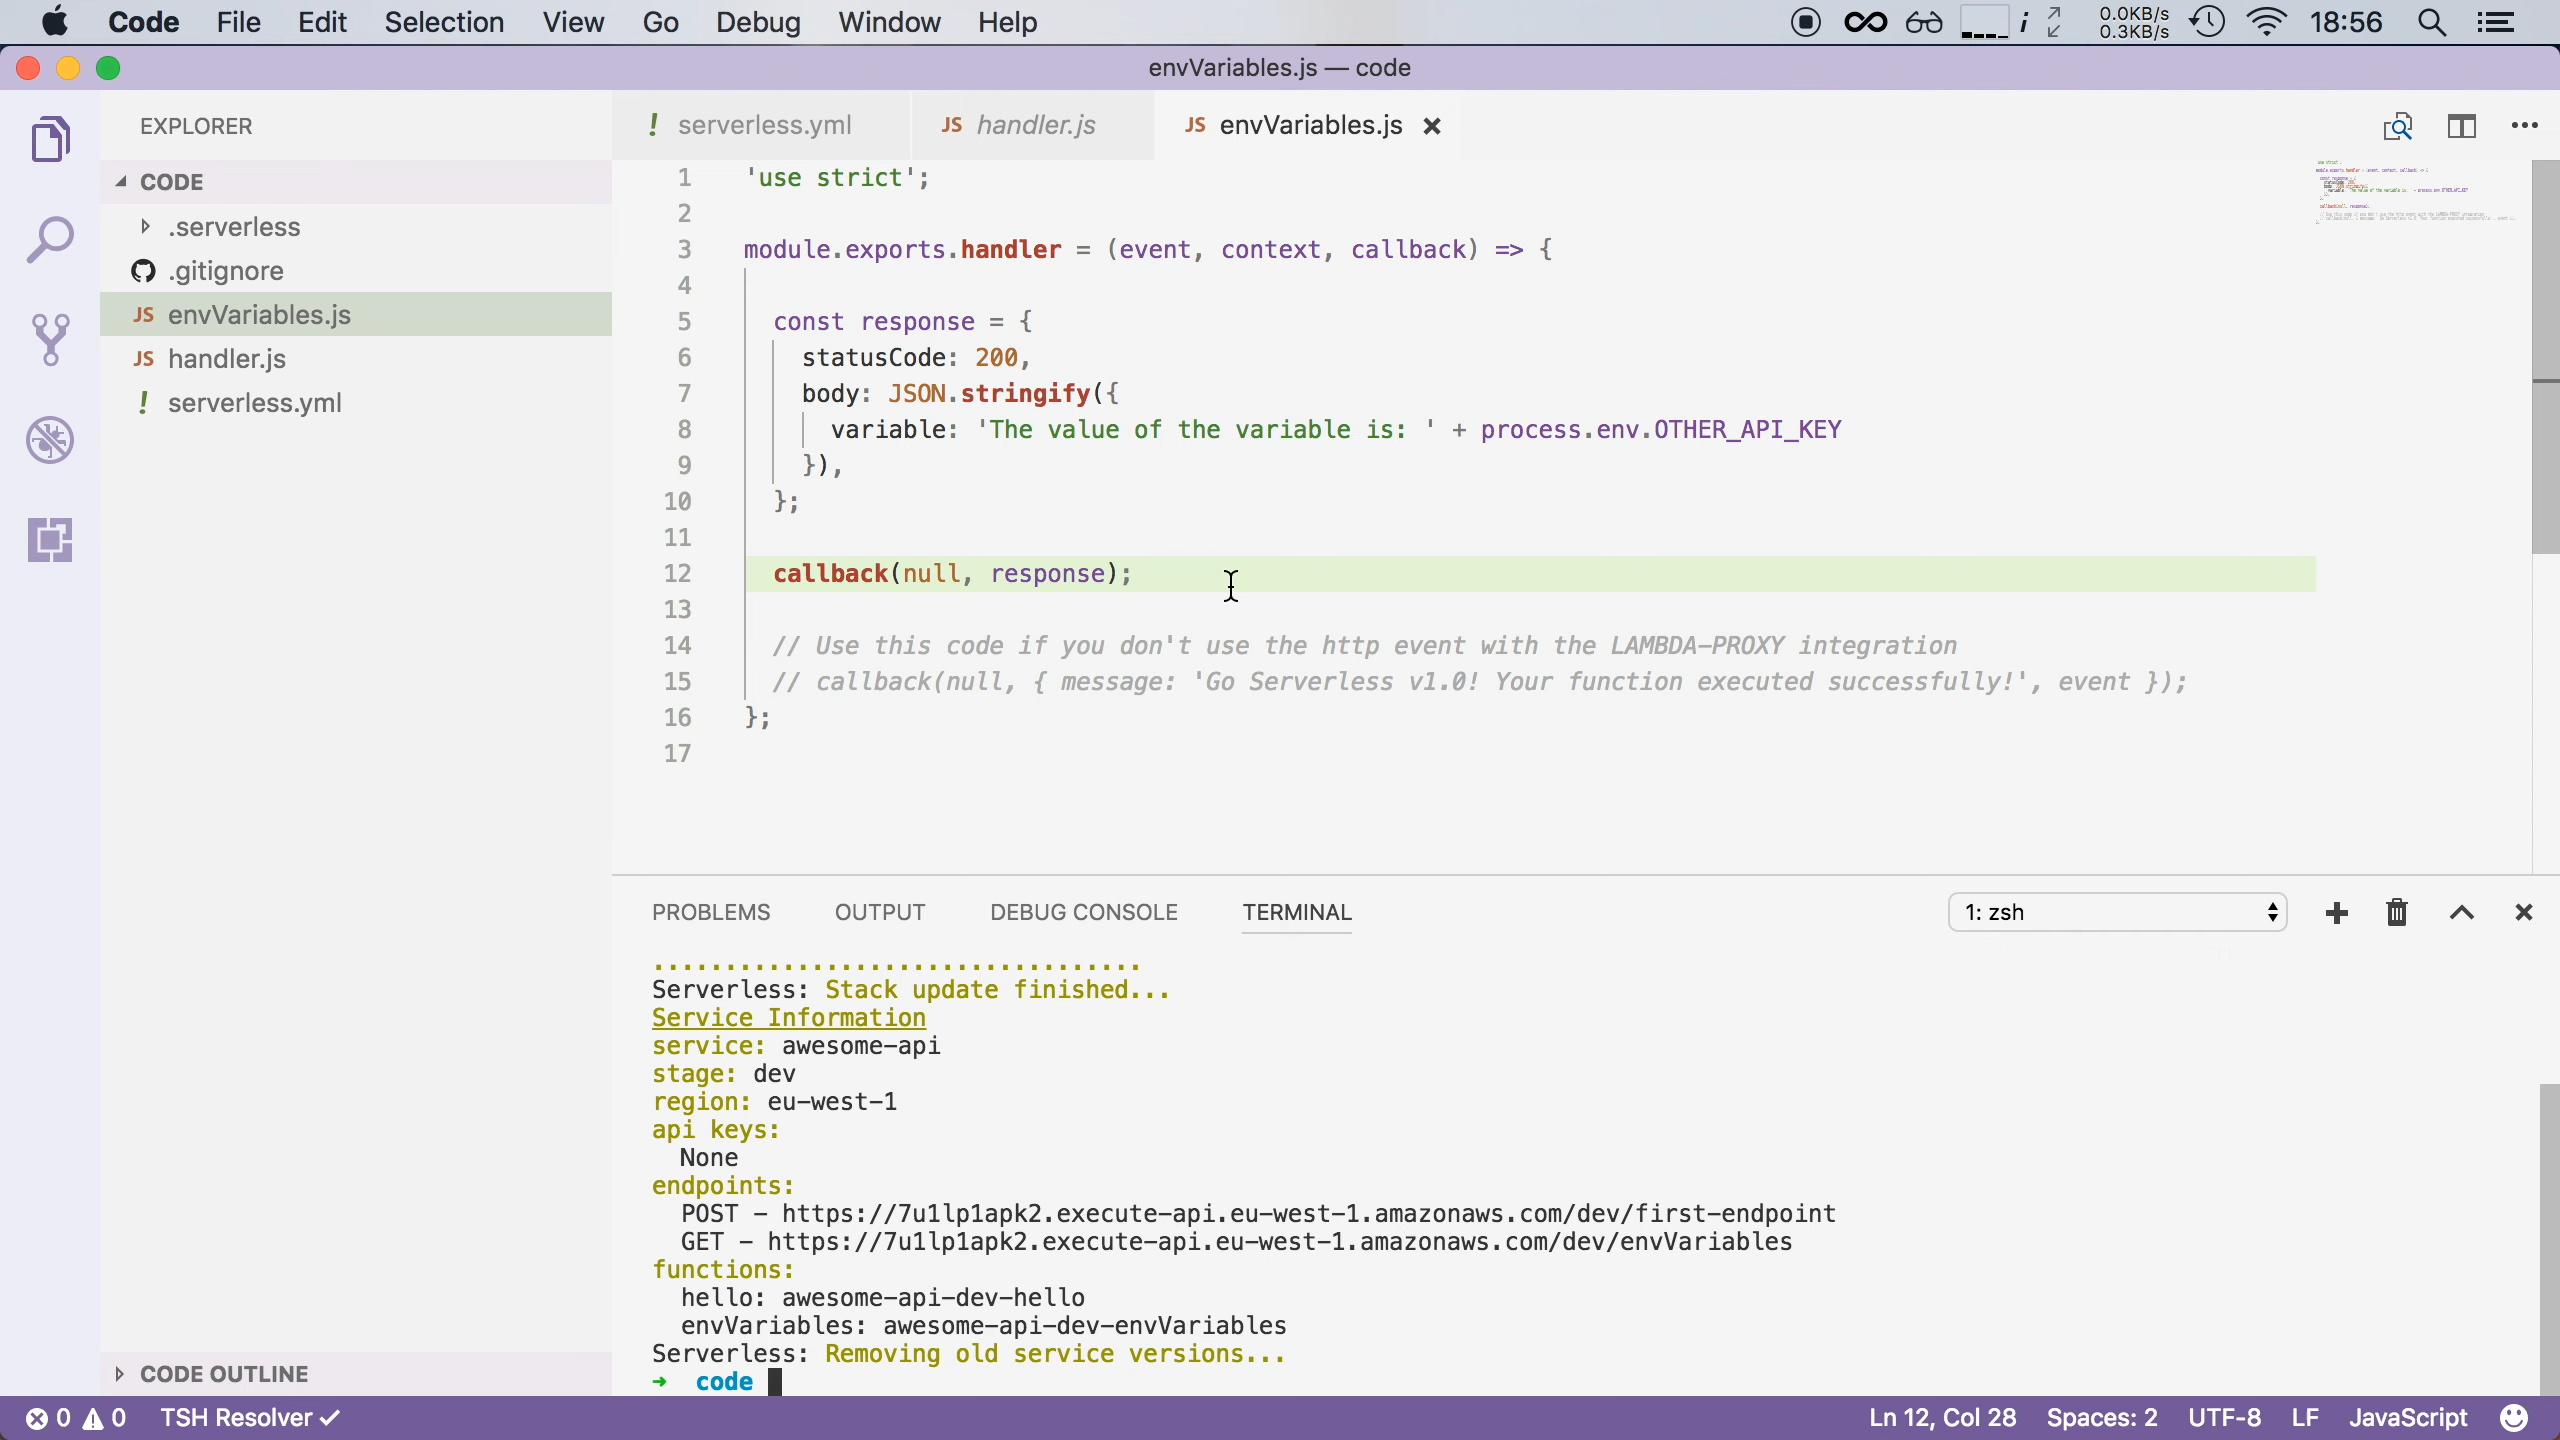 Code File Edit Selection View Go Debug Window Help
0.0KB/s
0.3KB/s
18:56
envVariables.js — code
EXPLORER
! serverless.yml JS handler.js JS envVariables.js
CODE
.serverless
.gitignore
JS envVariables.js
JS handler.js
! serverless.yml
1 'use strict';
2
3 module.exports.handler = (event, context, callback) => {
4
5 const response = {
6 statusCode: 200,
7 body: JSON.stringify({
8 variable: 'The value of the variable is: ' + process.env.OTHER_API_KEY
9 }),
10 };
11
12 callback(null, response);
13
14 // Use this code if you don't use the http event with the LAMBDA-PROXY integration
15 // callback(null, { message: 'Go Serverless v1.0! Your function executed successfully!', event });
16 };
17
PROBLEMS OUTPUT DEBUG CONSOLE TERMINAL 1: zsh
..................................
Serverless: Stack update finished...
Service Information
service: awesome-api
stage: dev
region: eu-west-1
api keys:
None
endpoints:
POST - https://7u1lp1apk2.execute-api.eu-west-1.amazonaws.com/dev/first-endpoint
GET - https://7u1lp1apk2.execute-api.eu-west-1.amazonaws.com/dev/envVariables
functions:
hello: awesome-api-dev-hello
envVariables: awesome-api-dev-envVariables
Serverless: Removing old service versions...
→ code
CODE OUTLINE
0 0 TSH Resolver ✓ Ln 12, Col 28 Spaces: 2 UTF-8 LF JavaScript